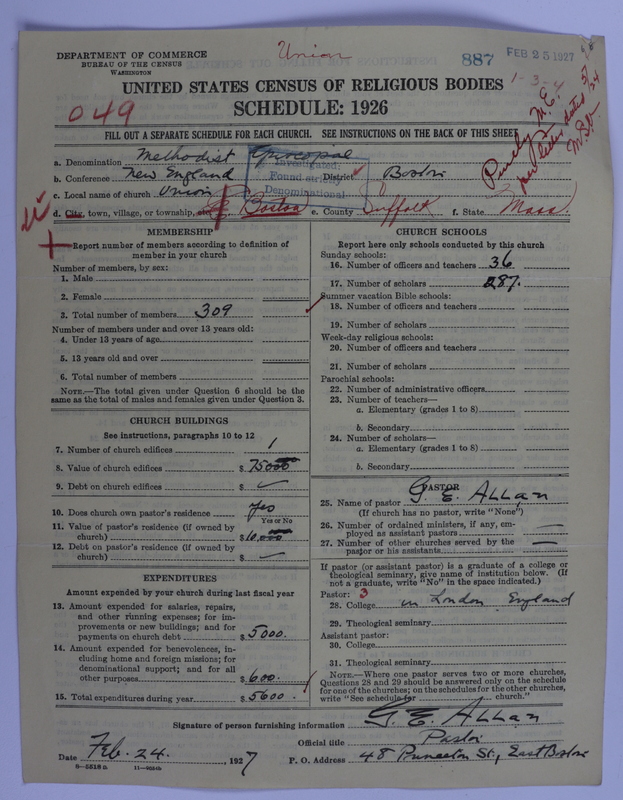 DEPARTMENT OF COMMERCE
BUREAU OF THE CENSUS
WASHINGTON
Union
887
FEB 25 1927
1-3-4
049
UNITED STATES CENSUS OF RELIGIOUS BODIES
SCHEDULE: 1926
Purely M.E.
per letter dated 5/24
M.S.F.
FILL OUT A SEPARATE SCHEDULE FOR EACH CHURCH. SEE INSTRUCTIONS ON THE BACK OF THIS SHEET
a. Denomination Methodist Episcopal
Investigated.
Found strictly
Denominational
b. Conference New England District Boston
c. Local name of church Union
d. City, town, village, or township, etc. E. Boston e. County Suffolk f. State Mass
MEMBERSHIP
Report number of members according to definition of member in your church
Number of members, by sex:
1. Male
2. Female
3. Total number of members 309
Number of members under and over 13 years old:
4. Under 13 years of age
5. 13 years old and over
6. Total number of members
NOTE.—The total given under Question 6 should be
same as the total of males and females given under Question 3.
CHURCH BUILDINGS
See instructions, paragraphs 10 to 12
7. Number of church edifices 1
8. Value of church edifices $ 75000
9. Debt on church edifices $
10. Does church own pastor's residence yes
Yes or No
11. Value of pastor's residence (if owned by
church) $ 10,000
12. Debt on pastor's residence (if owned by
church) $
EXPENDITURES
Amount expended by your church during last fiscal year
13. Amount expended for salaries, repairs,
and other running expenses; for im-
provements or new buildings; and for
payments on church debt $ 5000.
14. Amount expended for benevolences, in-
cluding home and foreign missions; for
denominational support; and for all
other purposes $ 600.
15. Total expenditures during year $ 5600.
CHURCH SCHOOLS
Report here only schools conducted by this church
Sunday schools:
16. Number of officers and teachers 36
17. Number of scholars 287.
Summer vacation Bible schools:
18. Number of officers and teachers
19. Number of scholars
Week-day religious schools:
20. Number of officers and teachers
21. Number of scholars
Parochial schools:
22. Number of administrative officers
23. Number of teachers—
a. Elementary (grades 1 to 8)
b. Secondary
24. Number of scholars—
a. Elementary (grades 1 to 8)
b. Secondary
PASTOR
25. Name of pastor G. E. Allan
(If church has no pastor, write "None")
26. Number of ordained ministers, if any, em-
ployed as assistant pastors —
27. Number of other churches served by the
pastor or his assistants —
If pastor (or assistant pastor) is a graduate of a college or
theological seminary, give name of institution below. (If
not a graduate, write "No" in the space indicated.)
Pastor: 3
28. College in London England
29. Theological seminary
Assistant pastor:
30. College
31. Theological seminary
NOTE.—Where one pastor serves two or more churches,
Questions 28 and 29 should be answered only on the schedule
for one of the churches; on the schedules for the other churches,
write "See schedule for church."
Signature of person furnishing information G. E. Allan
Official title Pastor
Date Feb. 24. 1927
P. O. Address 48 Princeton St., East Boston
8-5518 a